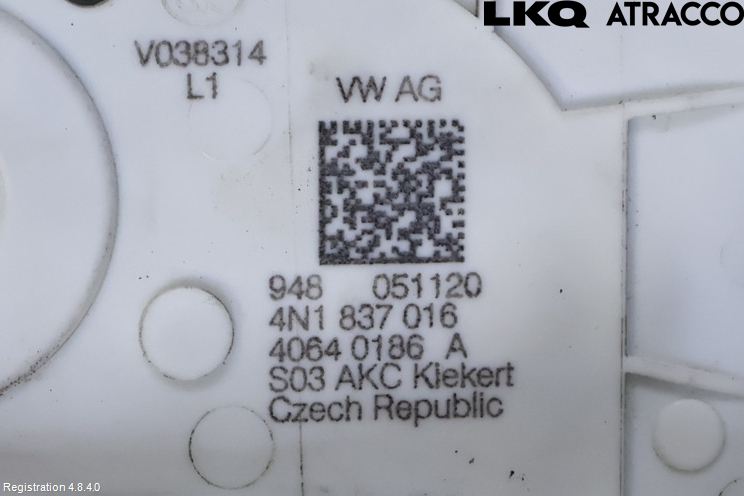 LKQ ATRACCO
V038314
L1
VW AG
948 051120
4N1 837 016
4064 0186 A
S03 AKC Kiekert
Czech Republic
Registration 4.8.4.0